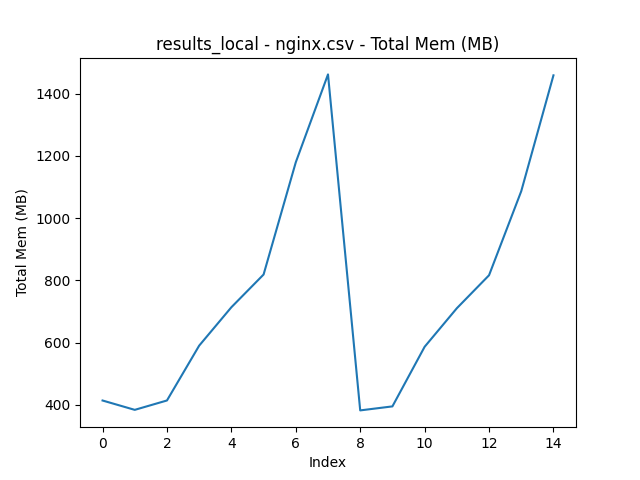 results_local - nginx.csv - Total Mem (MB)
Total Mem (MB)
1400
1200
1000
800
600
400
0 2 4 6 8 10 12 14
Index